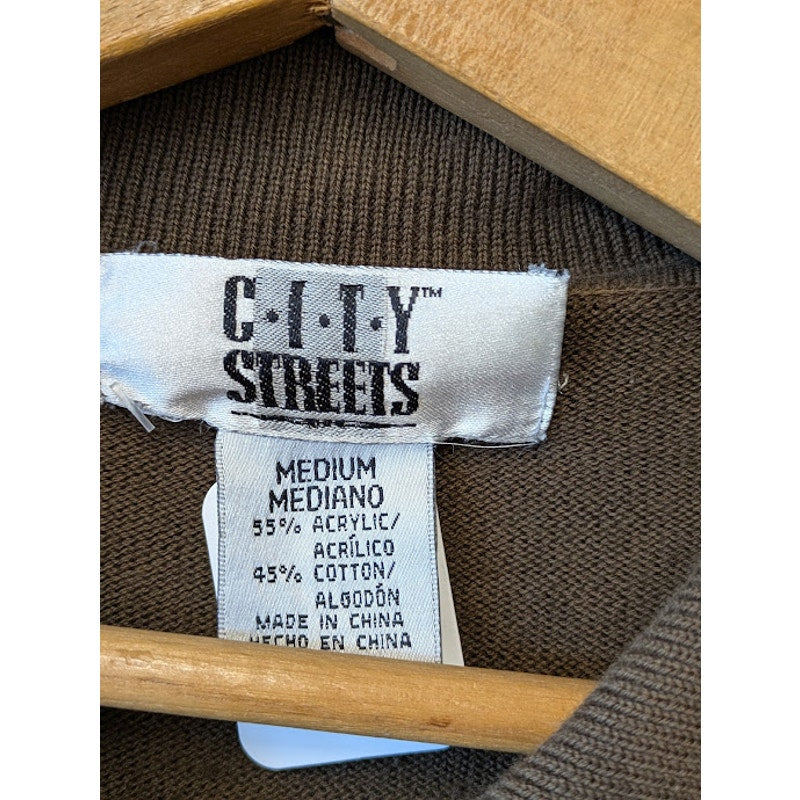 C·I·T·Y™
STREETS
MEDIUM
MEDIANO
55% ACRYLIC/
ACRÍLICO
45% COTTON/
ALGODÓN
MADE IN CHINA
HECHO EN CHINA